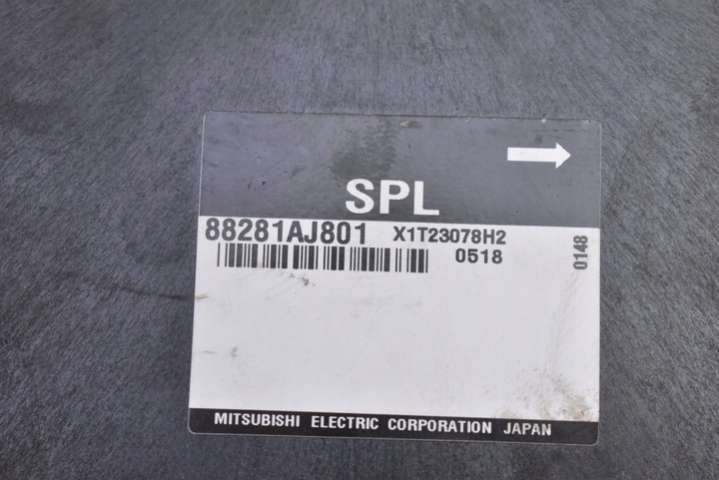 SPL
88281AJ801 X1T23078H2
0518
0148
MITSUBISHI ELECTRIC CORPORATION JAPAN